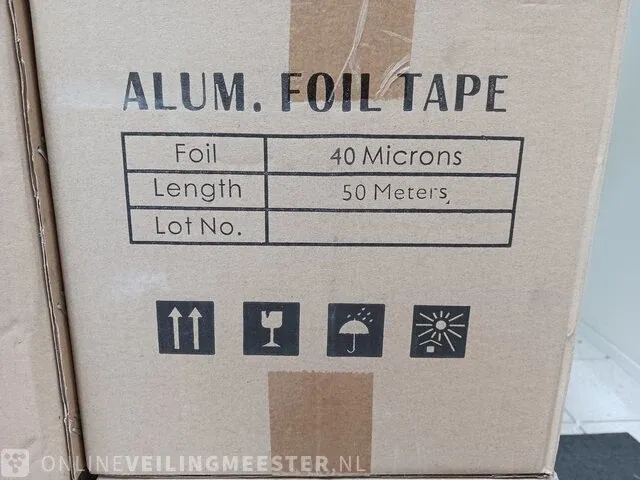 ALUM. FOIL TAPE
Foil 40 Microns
Length 50 Meters
Lot No.
ONLINEVEILINGMEESTER.NL